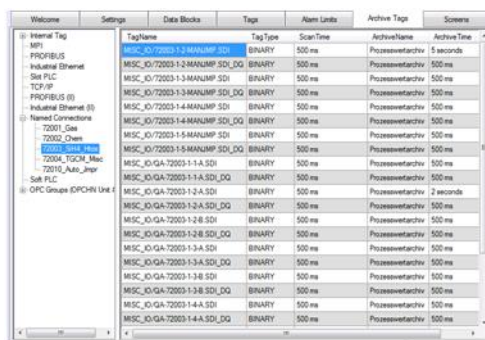 Welcome Settings Data Blocks Tags Alarm Limits Archive Tags Screens
Internal Tag
MPI
PROFIBUS
Industrial Ethernet
Slot PLC
TCP/IP
PROFIBUS (II)
Industrial Ethernet (II)
Named Connections
72001_Gas
72002_Chem
72003_SiH4_Hkos
72004_TGCM_Misc
72010_Auto_Jmpr
Soft PLC
OPC Groups (OPCHN Unit #
TagName TagType ScanTime ArchiveName ArchiveTime
MISC_IO/72003-1-2-MANJMP.SDI BINARY 500 ms Prozesswertarchiv 5 seconds
MISC_IO/72003-1-2-MANJMP.SDI_DQ BINARY 500 ms Prozesswertarchiv 500 ms
MISC_IO/72003-1-3-MANJMP.SDI BINARY 500 ms Prozesswertarchiv 500 ms
MISC_IO/72003-1-3-MANJMP.SDI_DQ BINARY 500 ms Prozesswertarchiv 500 ms
MISC_IO/72003-1-4-MANJMP.SDI BINARY 500 ms Prozesswertarchiv 500 ms
MISC_IO/72003-1-4-MANJMP.SDI_DQ BINARY 500 ms Prozesswertarchiv 500 ms
MISC_IO/72003-1-5-MANJMP.SDI BINARY 500 ms Prozesswertarchiv 500 ms
MISC_IO/72003-1-5-MANJMP.SDI_DQ BINARY 500 ms Prozesswertarchiv 500 ms
MISC_IO/QA-72003-1-1-A.SDI BINARY 500 ms Prozesswertarchiv 500 ms
MISC_IO/QA-72003-1-1-A.SDI_DQ BINARY 500 ms Prozesswertarchiv 500 ms
MISC_IO/QA-72003-1-2-A.SDI BINARY 500 ms Prozesswertarchiv 2 seconds
MISC_IO/QA-72003-1-2-A.SDI_DQ BINARY 500 ms Prozesswertarchiv 500 ms
MISC_IO/QA-72003-1-2-B.SDI BINARY 500 ms Prozesswertarchiv 500 ms
MISC_IO/QA-72003-1-2-B.SDI_DQ BINARY 500 ms Prozesswertarchiv 500 ms
MISC_IO/QA-72003-1-3-A.SDI BINARY 500 ms Prozesswertarchiv 500 ms
MISC_IO/QA-72003-1-3-A.SDI_DQ BINARY 500 ms Prozesswertarchiv 500 ms
MISC_IO/QA-72003-1-3-B.SDI BINARY 500 ms Prozesswertarchiv 500 ms
MISC_IO/QA-72003-1-3-B.SDI_DQ BINARY 500 ms Prozesswertarchiv 500 ms
MISC_IO/QA-72003-1-4-A.SDI BINARY 500 ms Prozesswertarchiv 500 ms
MISC_IO/QA-72003-1-4-A.SDI_DQ BINARY 500 ms Prozesswertarchiv 500 ms